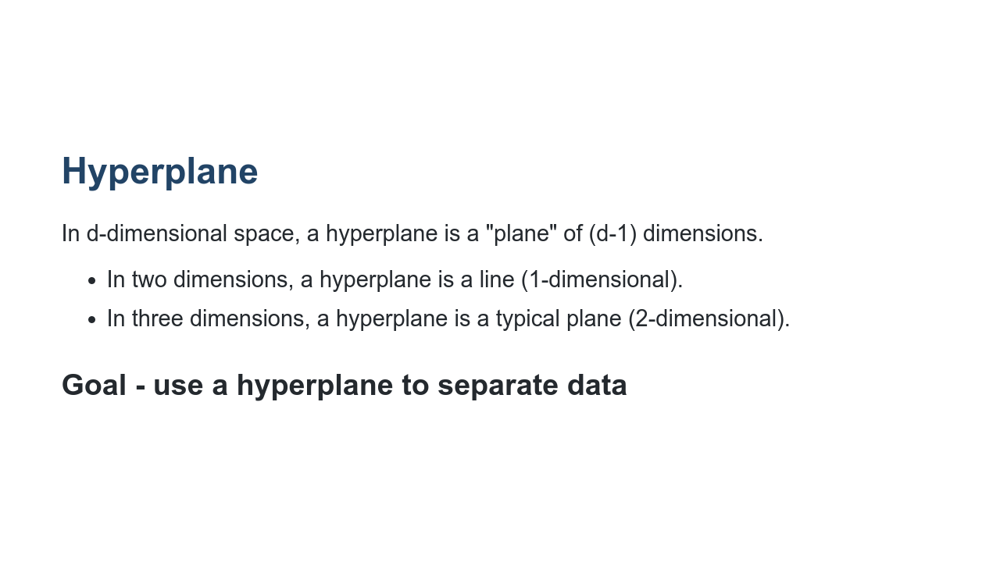 Hyperplane
In d-dimensional space, a hyperplane is a "plane" of (d-1) dimensions.
• In two dimensions, a hyperplane is a line (1-dimensional).
• In three dimensions, a hyperplane is a typical plane (2-dimensional).
Goal - use a hyperplane to separate data